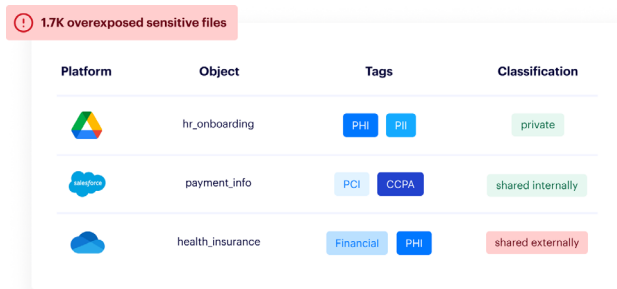 1.7K overexposed sensitive files
Platform Object Tags Classification
hr_onboarding PHI PII private
salesforce payment_info PCI CCPA shared internally
health_insurance Financial PHI shared externally